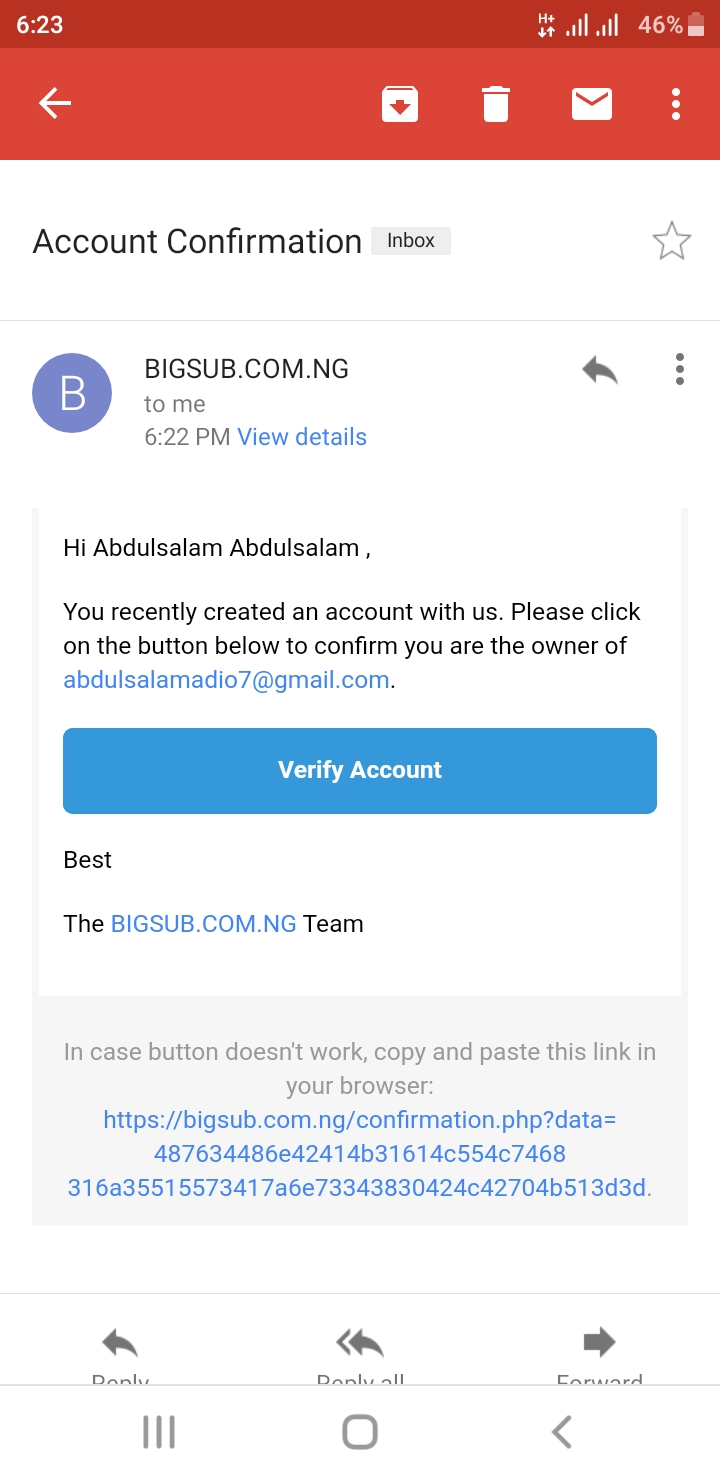 6:23 46%
Account Confirmation Inbox
B
BIGSUB.COM.NG
to me
6:22 PM View details
Hi Abdulsalam Abdulsalam ,
You recently created an account with us. Please click
on the button below to confirm you are the owner of
abdulsalamadio7@gmail.com.
Verify Account
Best
The BIGSUB.COM.NG Team
In case button doesn't work, copy and paste this link in
your browser:
https://bigsub.com.ng/confirmation.php?data=
487634486e42414b31614c554c7468
316a35515573417a6e73343830424c42704b513d3d.
Reply Reply all Forward